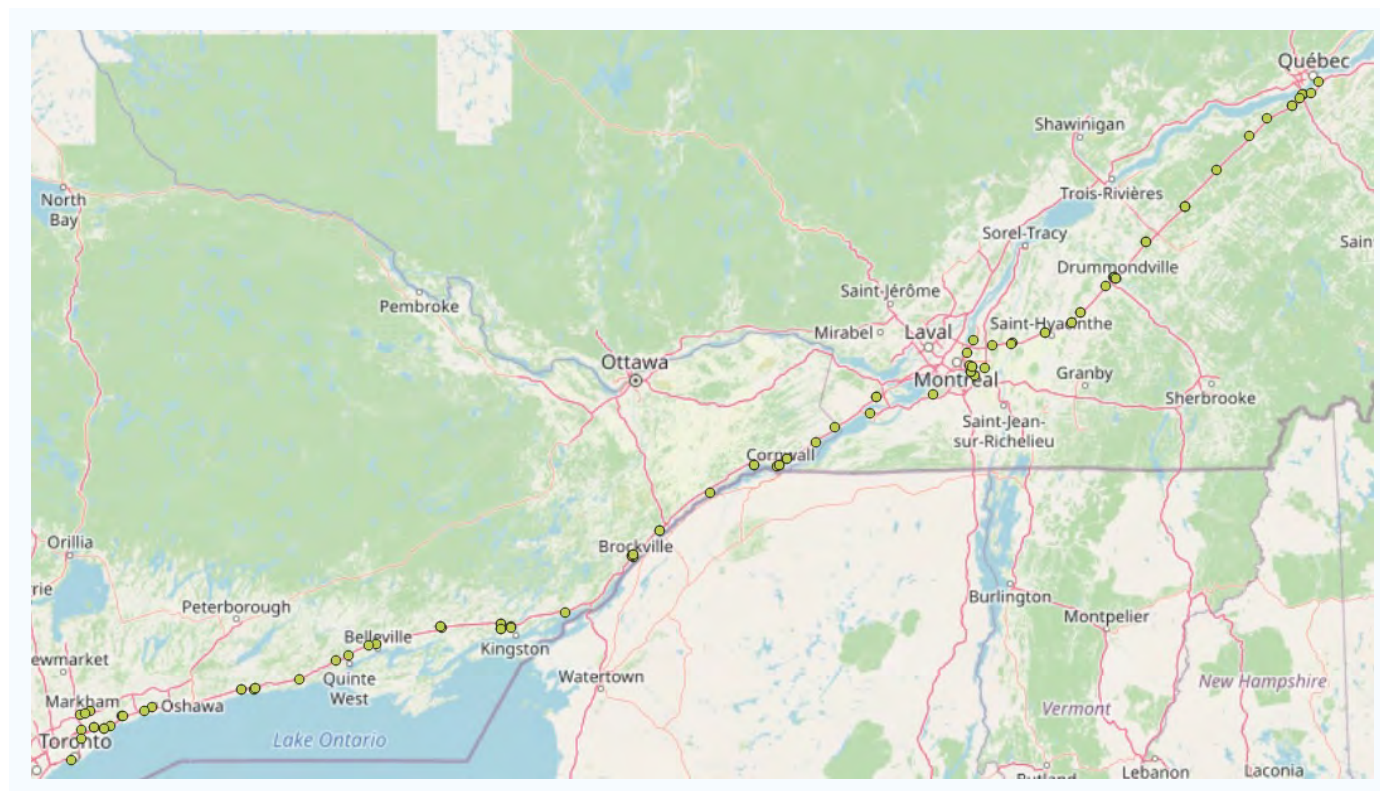 Québec
Shawinigan
North
Bay
Trois-Rivières
Sorel-Tracy
Sain
Drummondville
Saint-Jérôme
Pembroke
Saint-Hyacinthe
Mirabel
Laval
Ottawa
Montréal
Granby
Sherbrooke
Saint-Jean-
sur-Richelieu
Cornwall
Orillia
Brockville
rie
Burlington
Peterborough
Montpelier
Belleville
Kingston
ewmarket
Watertown
Quinte
West
New Hampshire
Markham
Oshawa
Vermont
Toronto
Lake Ontario
Rutland
Lebanon
Laconia